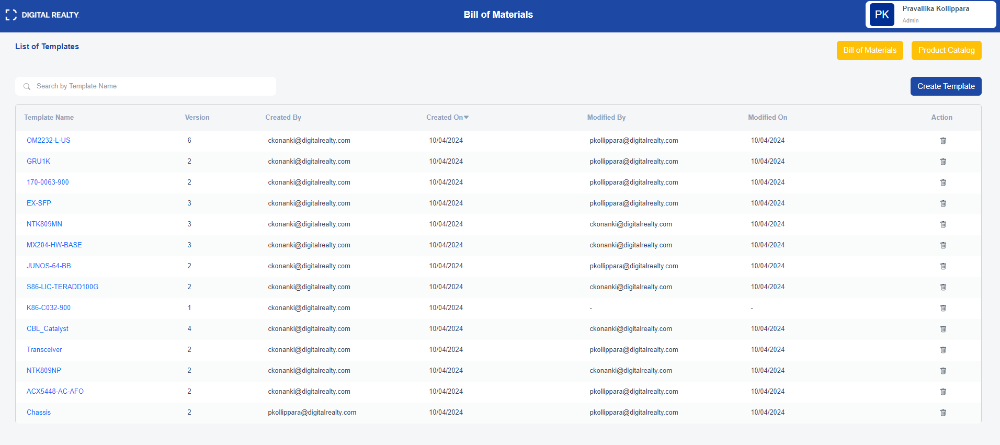 DIGITAL REALTY
Bill of Materials
PK
Pravallika Kollippara
Admin
List of Templates
Bill of Materials
Product Catalog
Search by Template Name
Create Template
Template Name Version Created By Created On Modified By Modified On Action
OM2232-L-US 6 ckonanki@digitalrealty.com 10/04/2024 pkollippara@digitalrealty.com 10/04/2024
GRU1K 2 ckonanki@digitalrealty.com 10/04/2024 pkollippara@digitalrealty.com 10/04/2024
170-0063-900 2 ckonanki@digitalrealty.com 10/04/2024 pkollippara@digitalrealty.com 10/04/2024
EX-SFP 3 ckonanki@digitalrealty.com 10/04/2024 pkollippara@digitalrealty.com 10/04/2024
NTK809MN 3 ckonanki@digitalrealty.com 10/04/2024 ckonanki@digitalrealty.com 10/04/2024
MX204-HW-BASE 3 ckonanki@digitalrealty.com 10/04/2024 ckonanki@digitalrealty.com 10/04/2024
JUNOS-64-BB 2 ckonanki@digitalrealty.com 10/04/2024 pkollippara@digitalrealty.com 10/04/2024
S86-LIC-TERADD100G 2 ckonanki@digitalrealty.com 10/04/2024 ckonanki@digitalrealty.com 10/04/2024
K86-C032-900 1 ckonanki@digitalrealty.com 10/04/2024 - -
CBL_Catalyst 4 ckonanki@digitalrealty.com 10/04/2024 ckonanki@digitalrealty.com 10/04/2024
Transceiver 2 ckonanki@digitalrealty.com 10/04/2024 pkollippara@digitalrealty.com 10/04/2024
NTK809NP 2 ckonanki@digitalrealty.com 10/04/2024 ckonanki@digitalrealty.com 10/04/2024
ACX5448-AC-AFO 2 ckonanki@digitalrealty.com 10/04/2024 pkollippara@digitalrealty.com 10/04/2024
Chassis 2 pkollippara@digitalrealty.com 10/04/2024 pkollippara@digitalrealty.com 10/04/2024